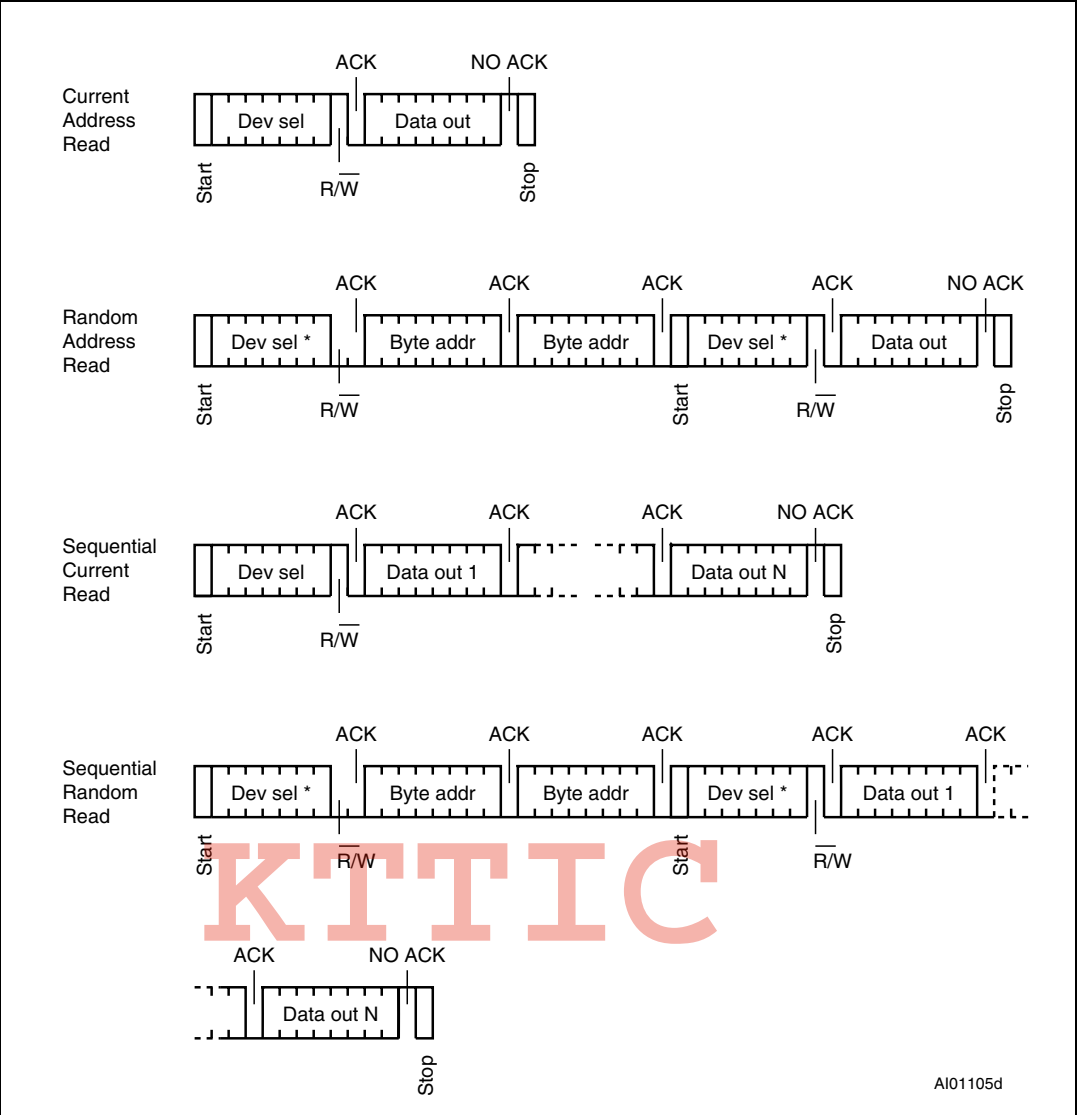 ACK NO ACK
Current
Address
Read
Dev sel Data out
Start R/W̅ Stop
ACK ACK ACK ACK NO ACK
Random
Address
Read
Dev sel * Byte addr Byte addr Dev sel * Data out
Start R/W̅ Start R/W̅ Stop
ACK ACK ACK NO ACK
Sequential
Current
Read
Dev sel Data out 1 Data out N
Start R/W̅ Stop
ACK ACK ACK ACK ACK
Sequential
Random
Read
Dev sel * Byte addr Byte addr Dev sel * Data out 1
Start R̅/W Start R̅/W
KTTIC
ACK NO ACK
Data out N
Stop
AI01105d